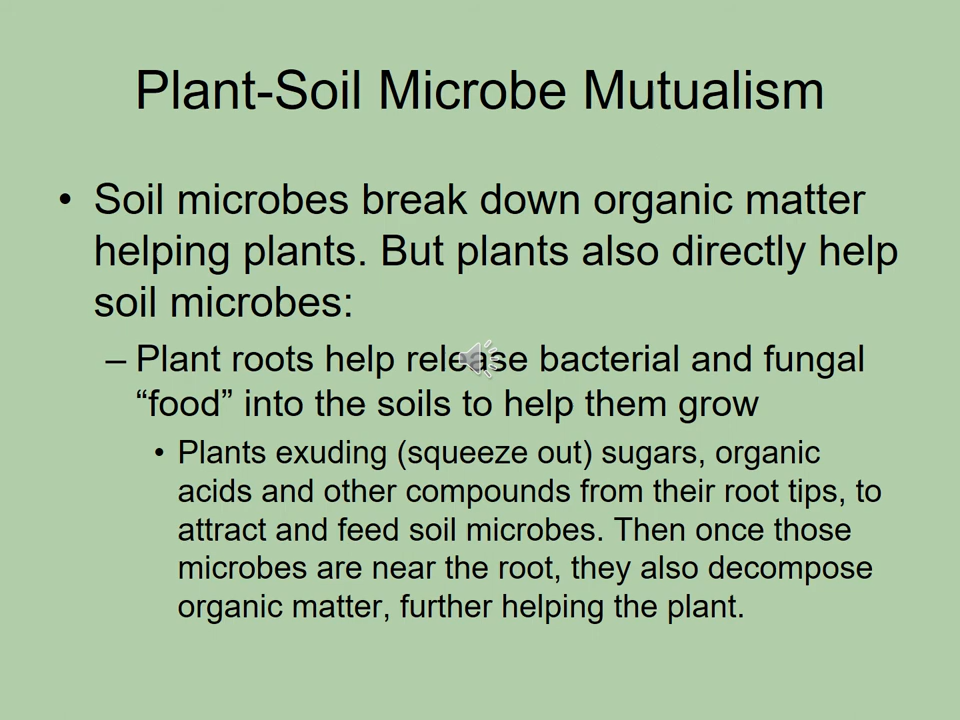 Plant-Soil Microbe Mutualism
• Soil microbes break down organic matter
helping plants. But plants also directly help
soil microbes:
– Plant roots help release bacterial and fungal
“food” into the soils to help them grow
• Plants exuding (squeeze out) sugars, organic
acids and other compounds from their root tips, to
attract and feed soil microbes. Then once those
microbes are near the root, they also decompose
organic matter, further helping the plant.